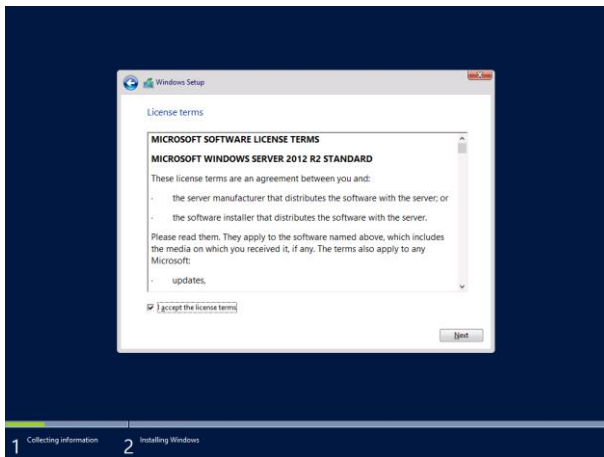 Windows Setup
License terms
MICROSOFT SOFTWARE LICENSE TERMS
MICROSOFT WINDOWS SERVER 2012 R2 STANDARD
These license terms are an agreement between you and:
· the server manufacturer that distributes the software with the server; or
· the software installer that distributes the software with the server.
Please read them. They apply to the software named above, which includes
the media on which you received it, if any. The terms also apply to any
Microsoft:
· updates,
I accept the license terms
Next
1 Collecting information 2 Installing Windows